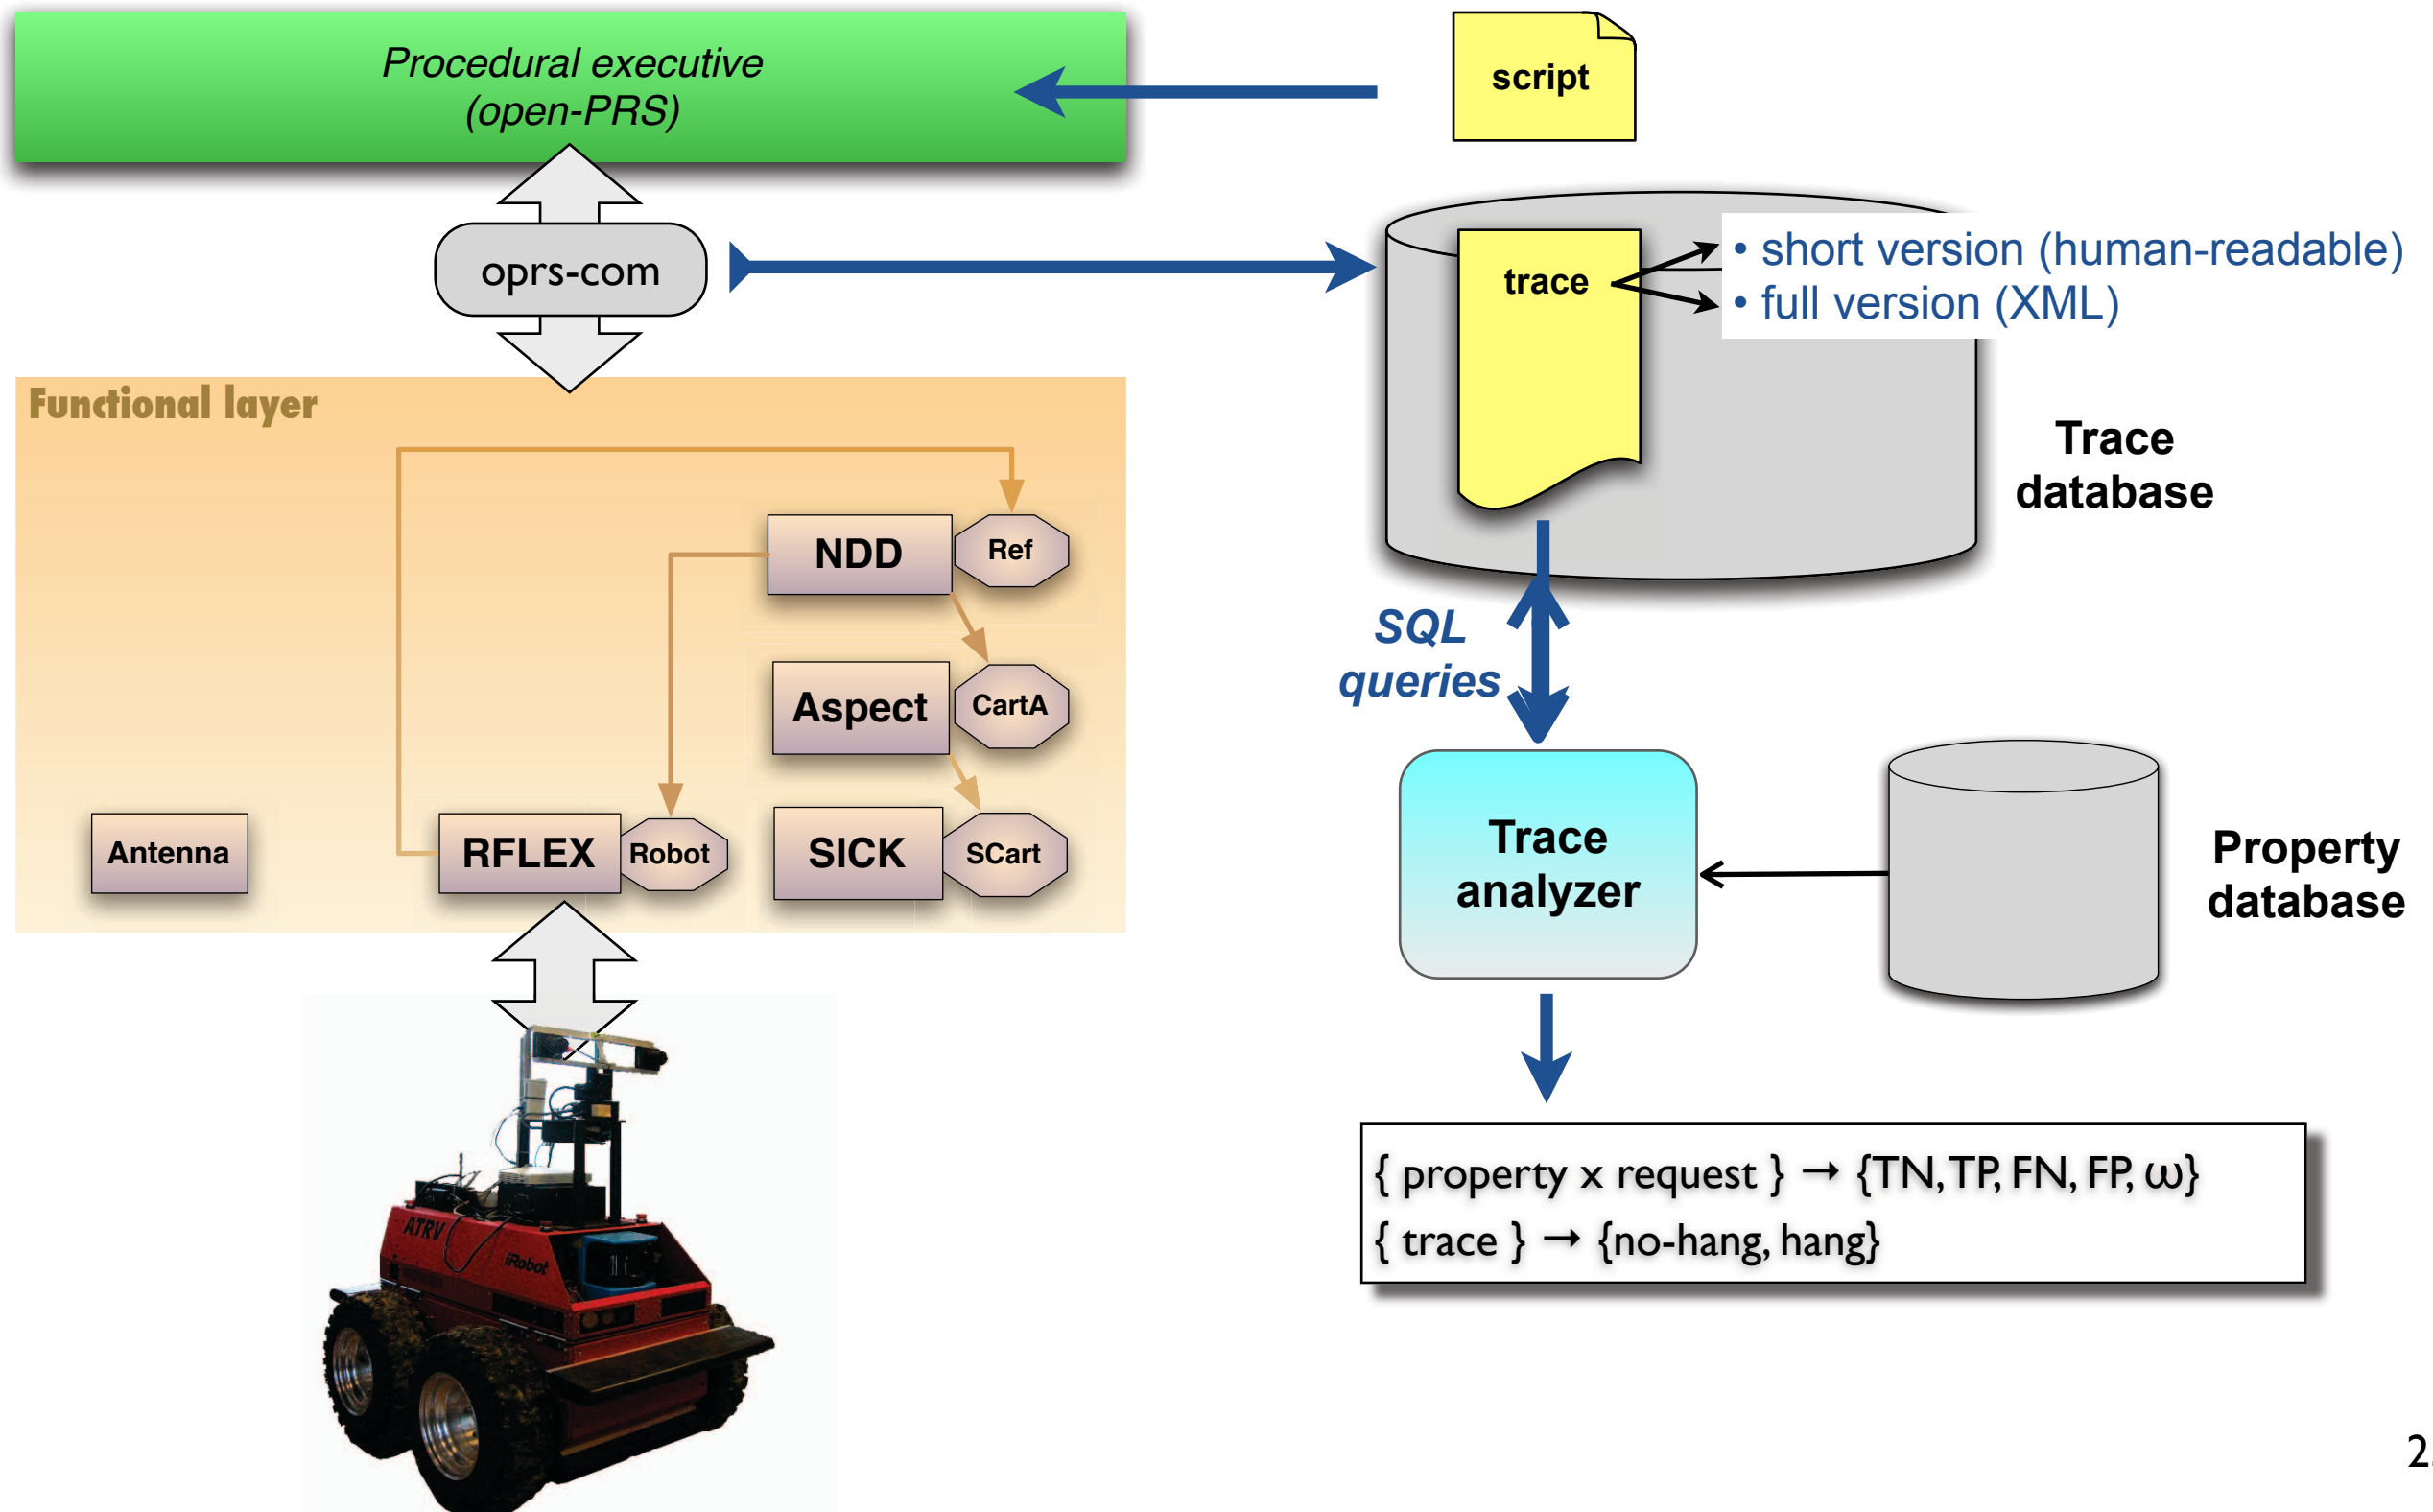 Procedural executive
(open-PRS)
script
oprs-com
trace
• short version (human-readable)
• full version (XML)
Functional layer
Trace
database
NDD
Ref
SQL
queries
Aspect
CartA
Antenna
RFLEX
Robot
SICK
SCart
Trace
analyzer
Property
database
{ property x request } → {TN, TP, FN, FP, ω}
{ trace } → {no-hang, hang}
ATRV
iRobot